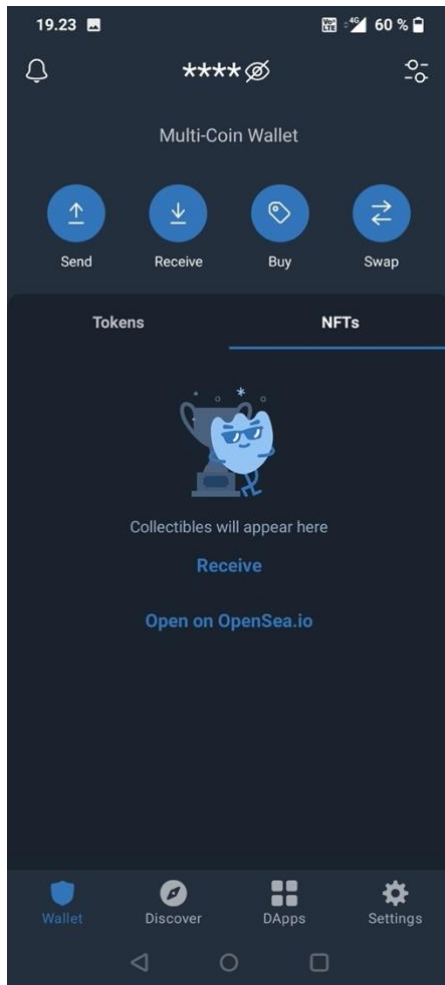 19.23 4G 60 %
****
Multi-Coin Wallet
Send Receive Buy Swap
Tokens NFTs
Collectibles will appear here
Receive
Open on OpenSea.io
Wallet Discover DApps Settings